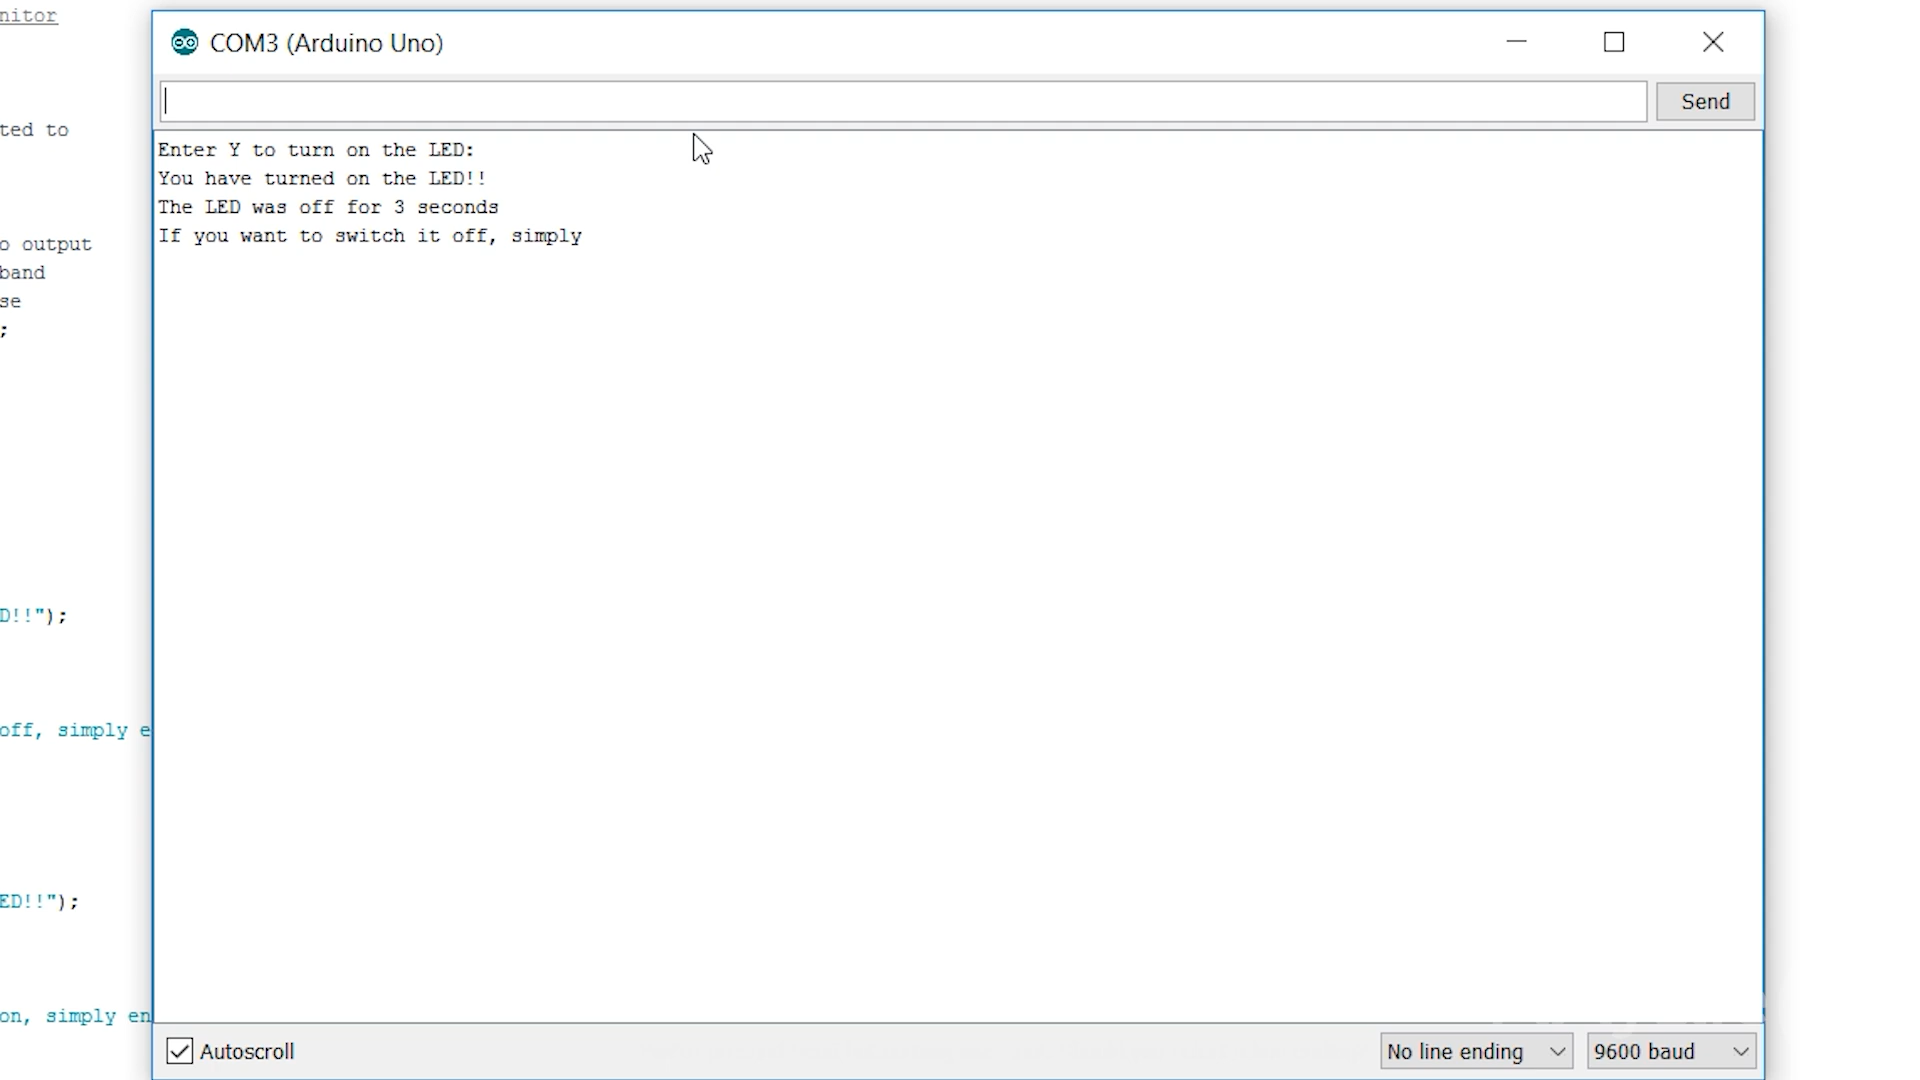 nitor
COM3 (Arduino Uno)
Send
ted to
Enter Y to turn on the LED:
You have turned on the LED!!
The LED was off for 3 seconds
If you want to switch it off, simply
o output
band
se
;
D!!");
off, simply e
ED!!");
on, simply en
Autoscroll
No line ending
9600 baud